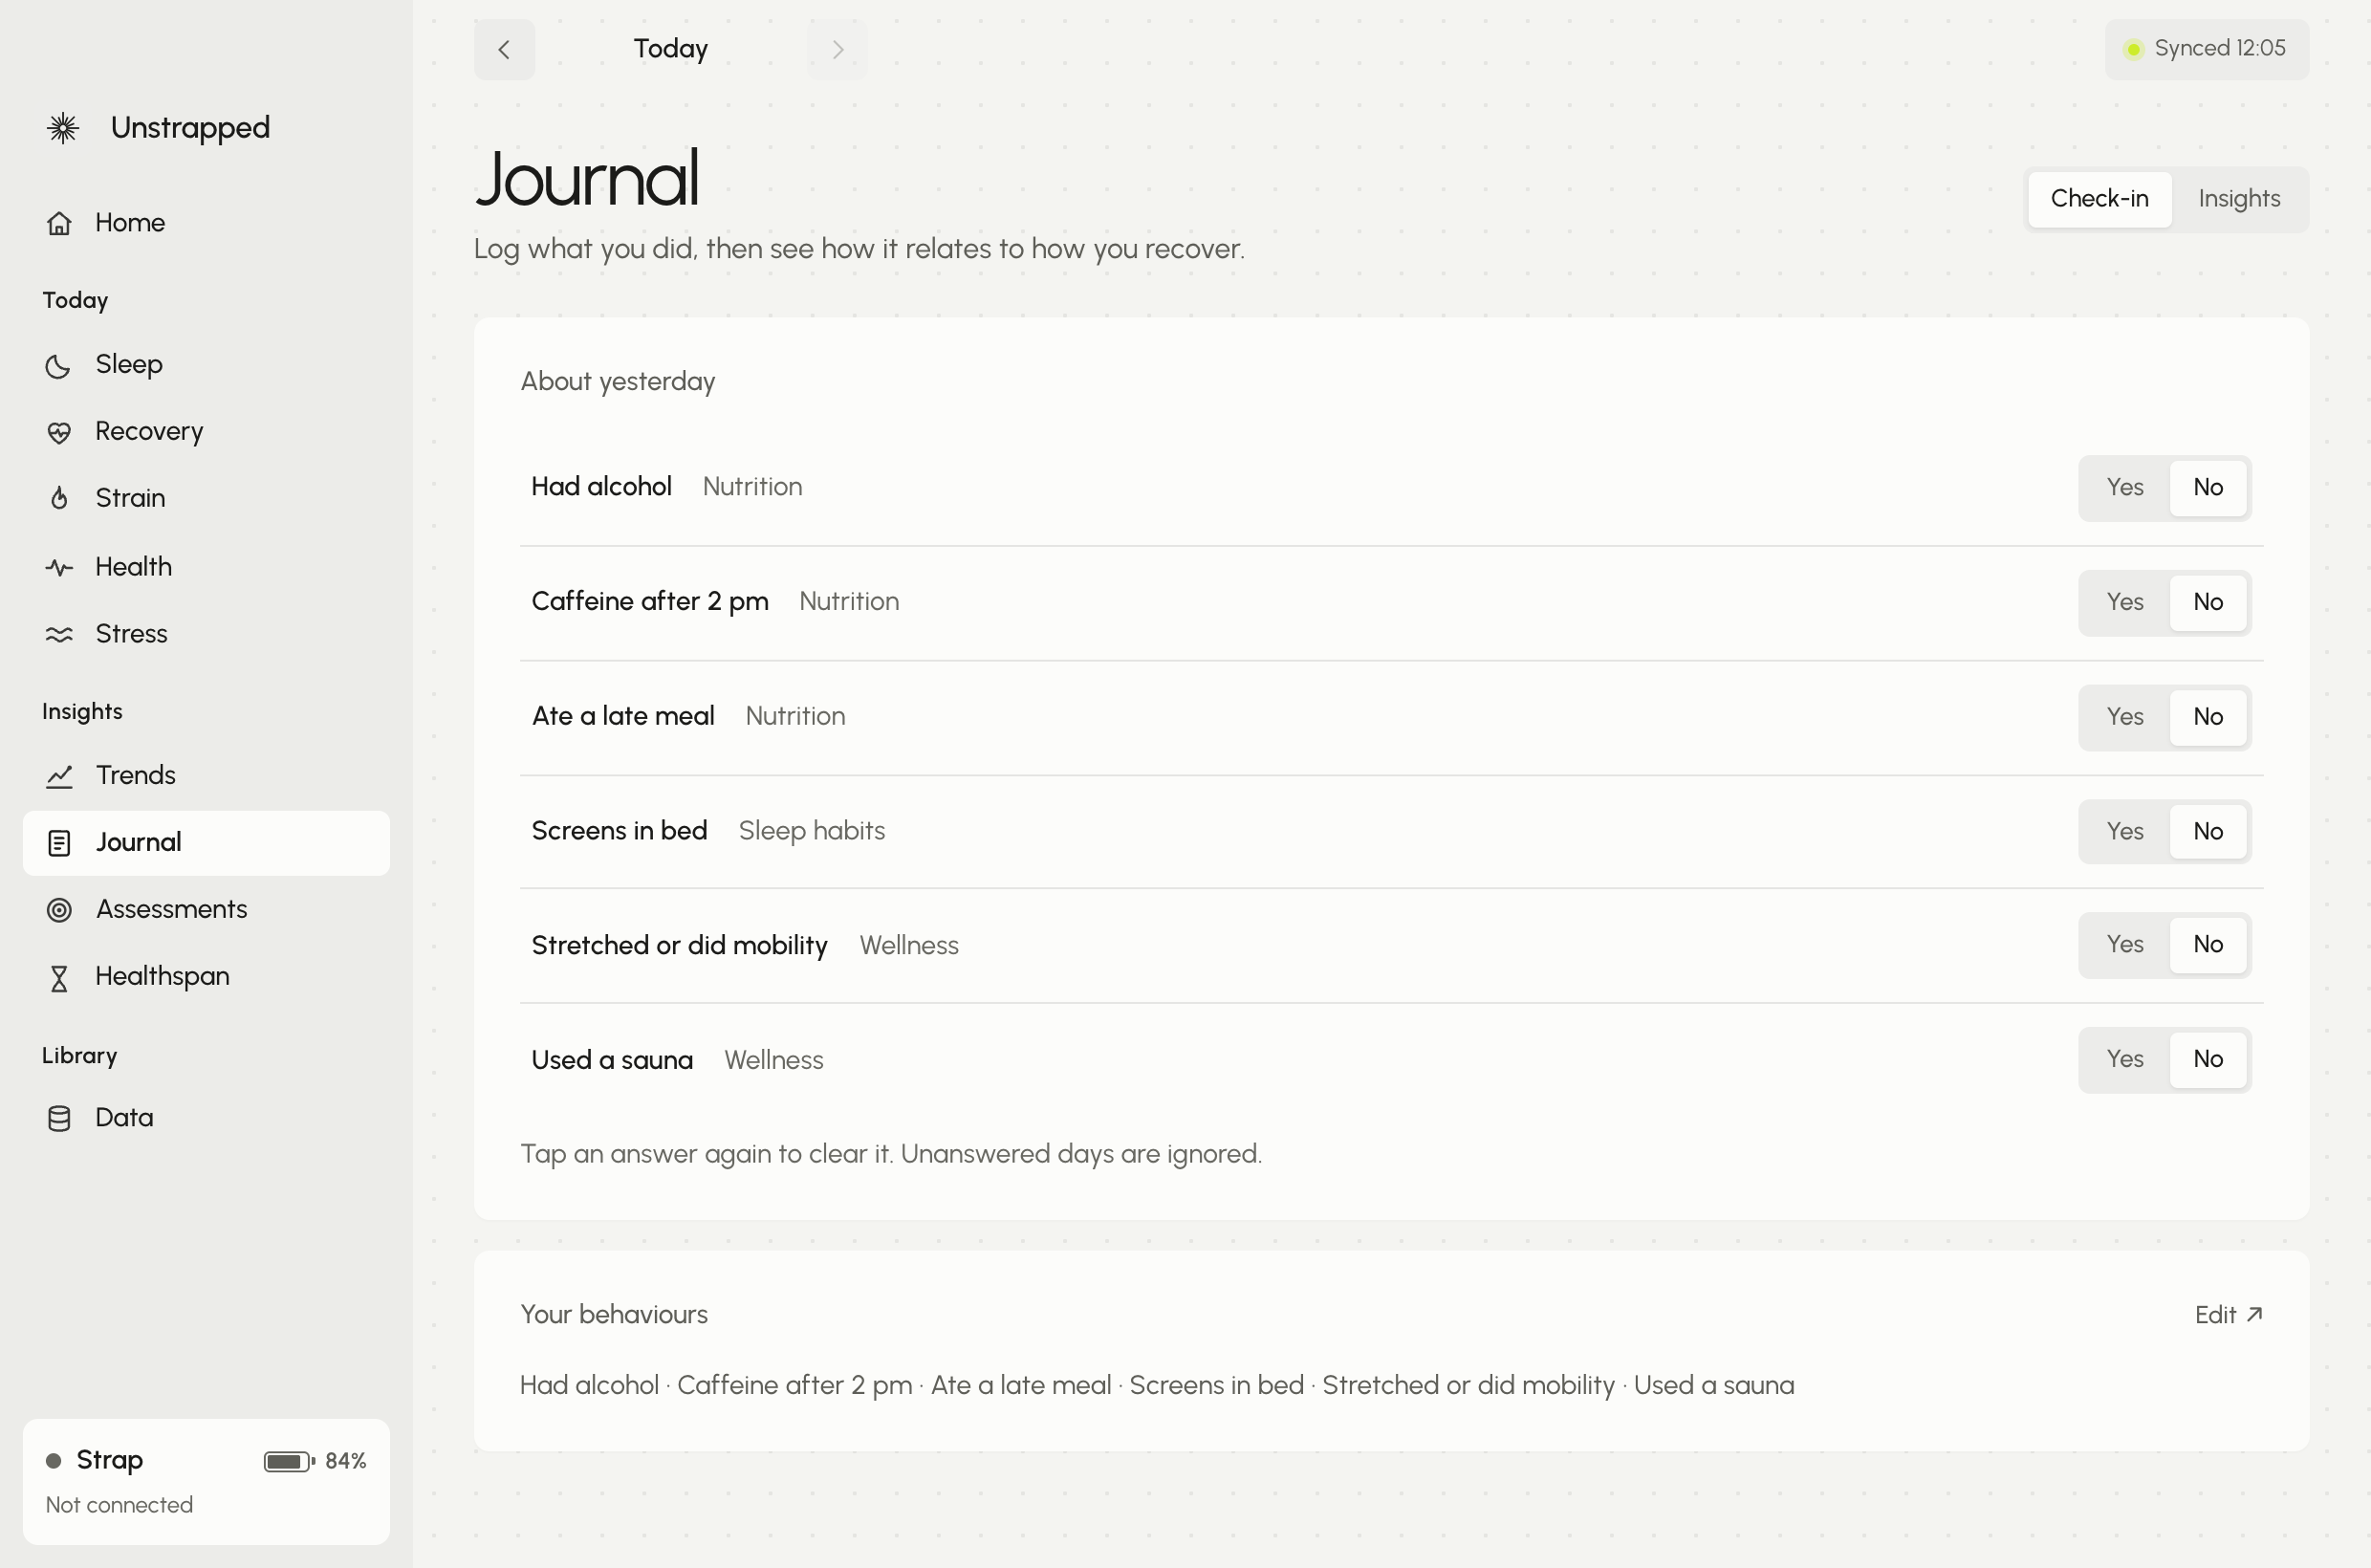 Unstrapped
Home
Today
Sleep
Recovery
Strain
Health
Stress
Insights
Trends
Journal
Assessments
Healthspan
Library
Data
Strap 84%
Not connected
Today
Synced 12:05
Journal
Log what you did, then see how it relates to how you recover.
Check-in Insights
About yesterday
Had alcohol Nutrition Yes No
Caffeine after 2 pm Nutrition Yes No
Ate a late meal Nutrition Yes No
Screens in bed Sleep habits Yes No
Stretched or did mobility Wellness Yes No
Used a sauna Wellness Yes No
Tap an answer again to clear it. Unanswered days are ignored.
Your behaviours Edit
Had alcohol · Caffeine after 2 pm · Ate a late meal · Screens in bed · Stretched or did mobility · Used a sauna